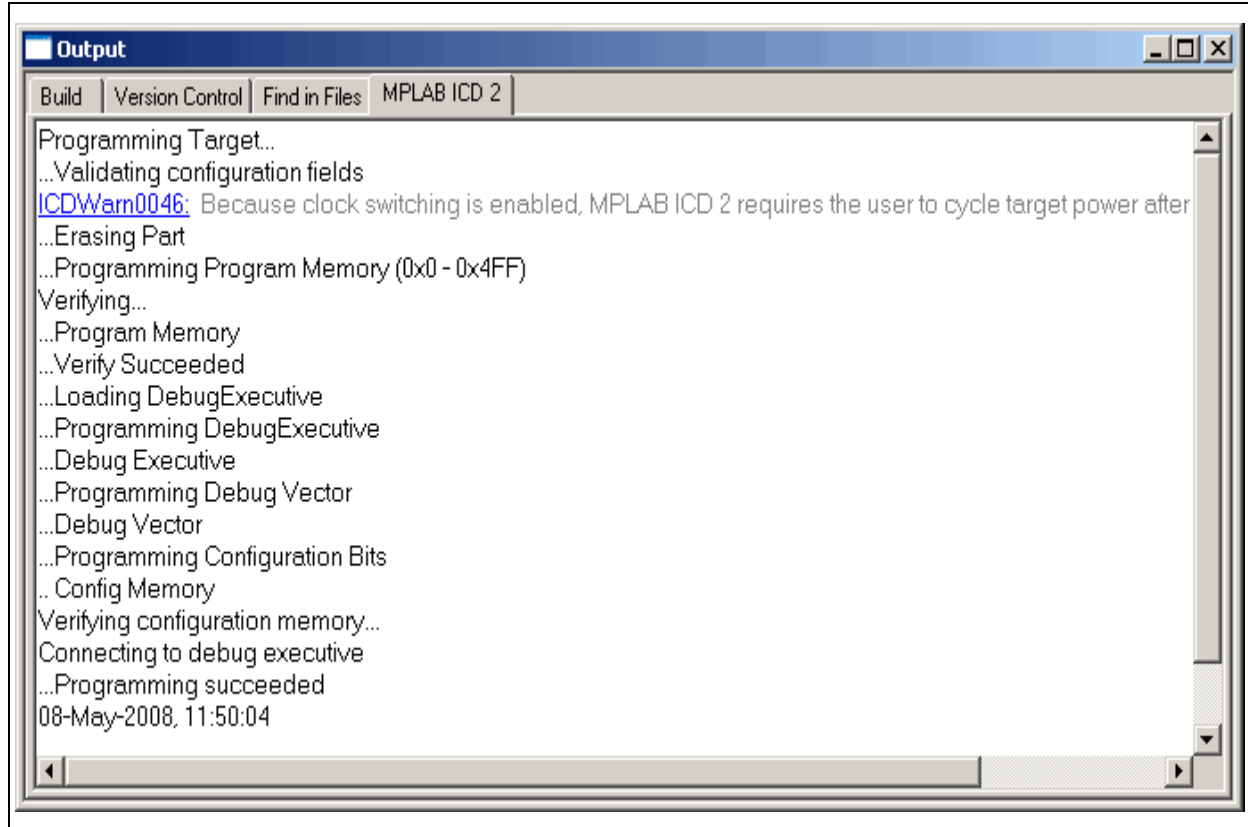 Output
Build Version Control Find in Files MPLAB ICD 2
Programming Target...
...Validating configuration fields
ICDWarn0046: Because clock switching is enabled, MPLAB ICD 2 requires the user to cycle target power after
...Erasing Part
...Programming Program Memory (0x0 - 0x4FF)
Verifying...
...Program Memory
...Verify Succeeded
...Loading DebugExecutive
...Programming DebugExecutive
...Debug Executive
...Programming Debug Vector
...Debug Vector
...Programming Configuration Bits
.. Config Memory
Verifying configuration memory...
Connecting to debug executive
...Programming succeeded
08-May-2008, 11:50:04